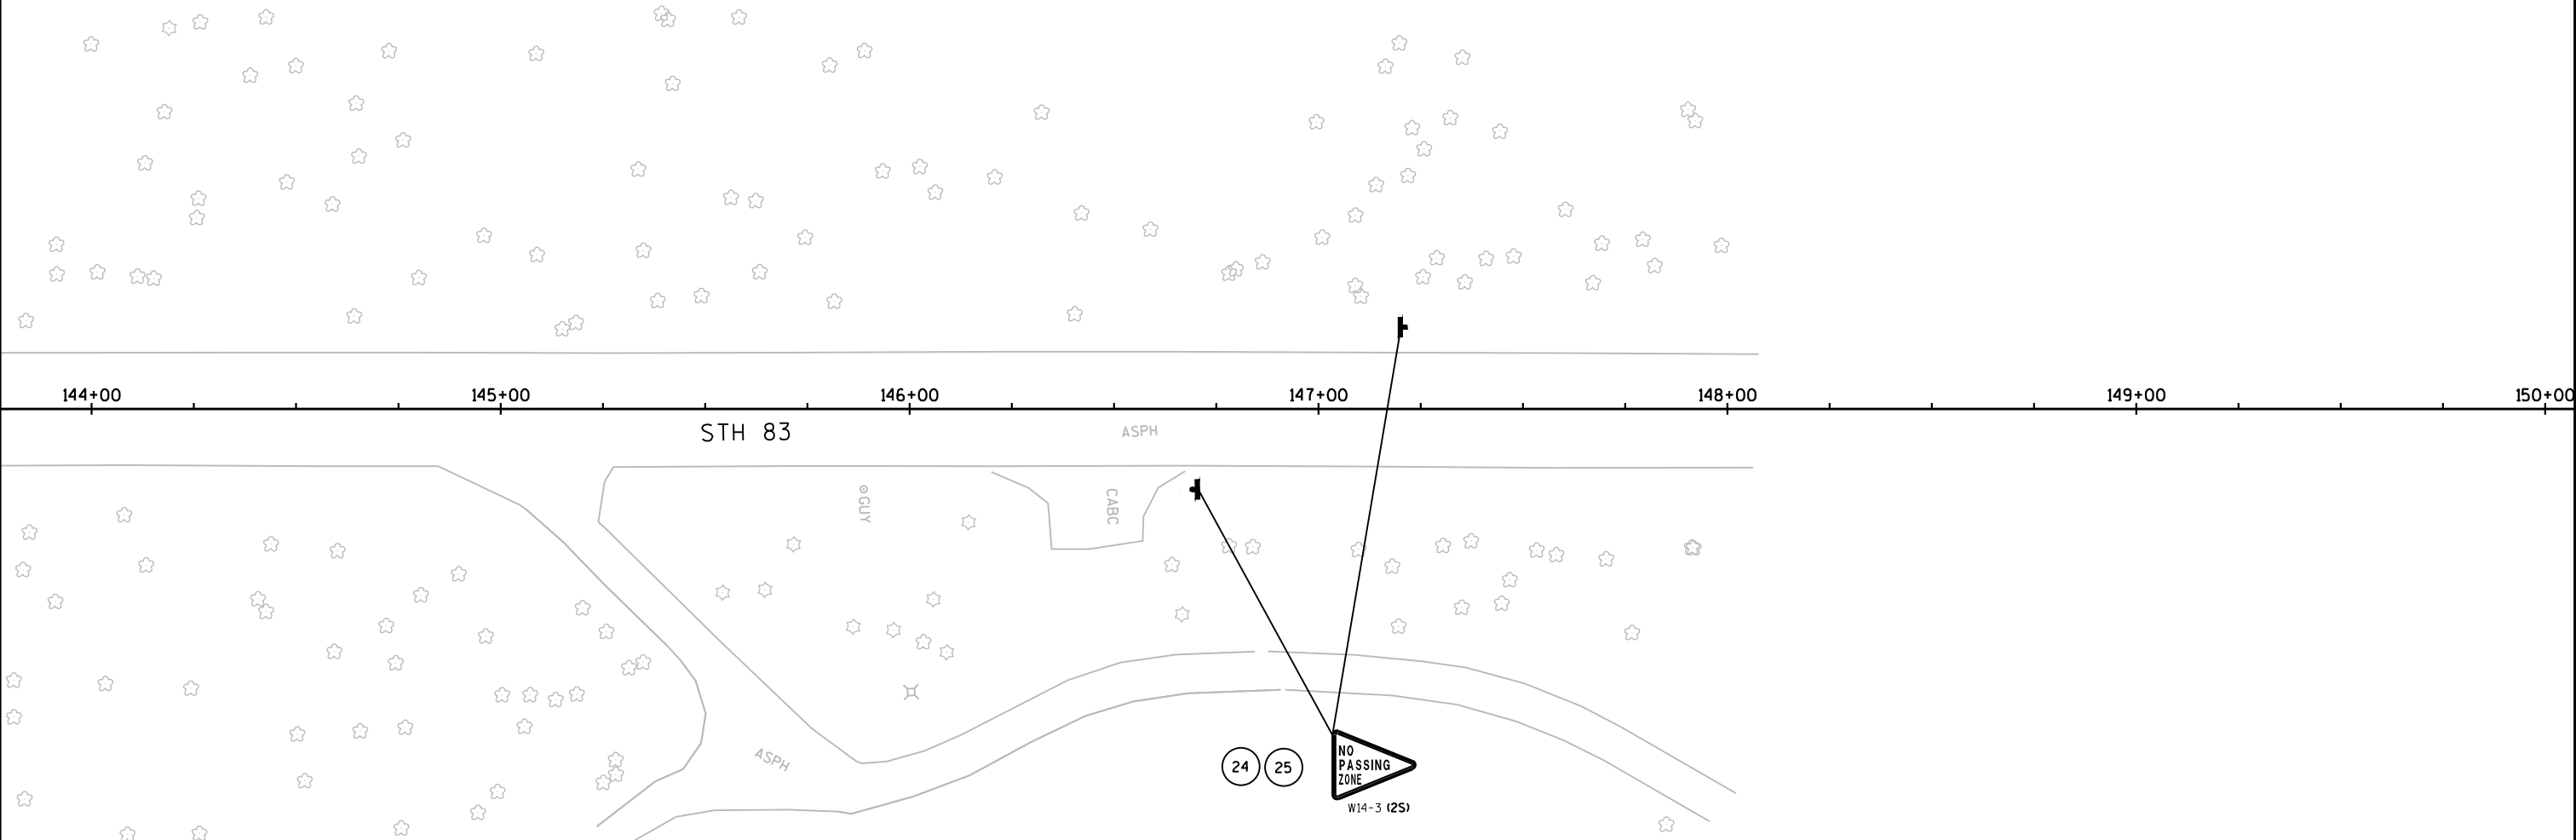 144+00 145+00 146+00 147+00 148+00 149+00 150+00
STH 83
ASPH
GUY
CABC
ASPH
24 25
NO
PASSING
ZONE
W14-3 (2S)